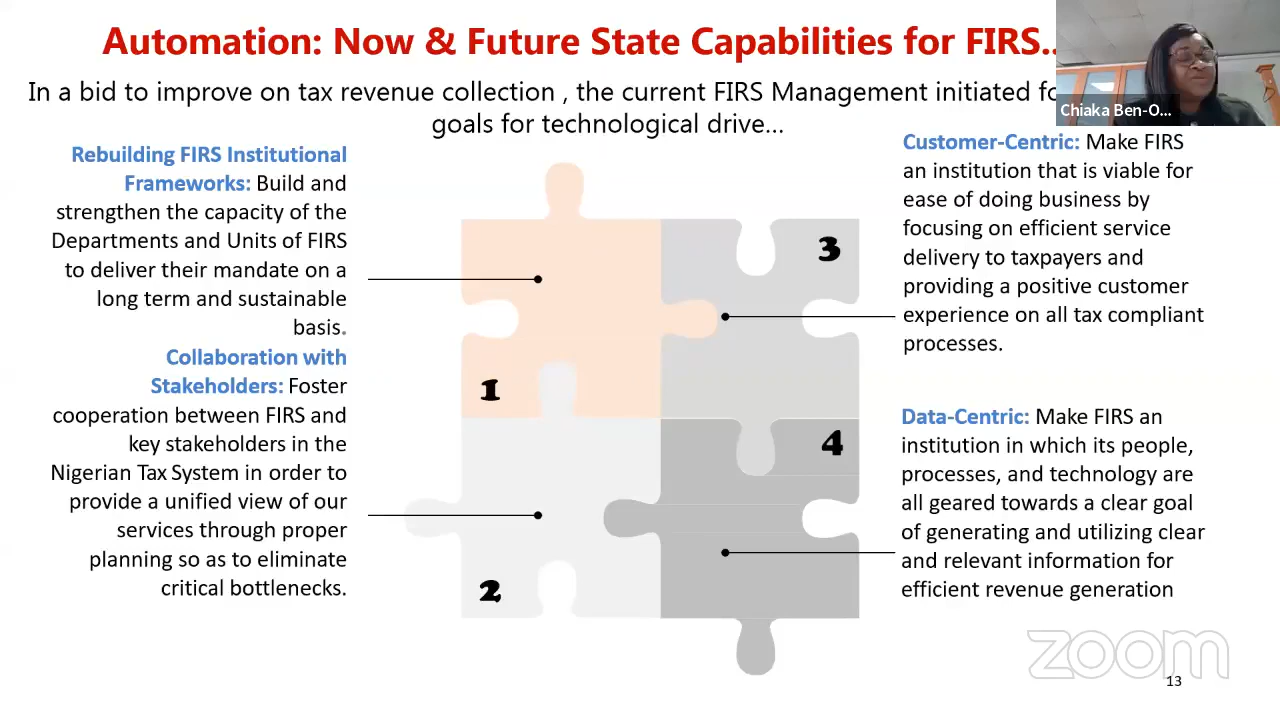 Automation: Now & Future State Capabilities for FIRS..
In a bid to improve on tax revenue collection , the current FIRS Management initiated
goals for technological drive...
Chiaka Ben-O...
Rebuilding FIRS Institutional
Frameworks: Build and
strengthen the capacity of the
Departments and Units of FIRS
to deliver their mandate on a
long term and sustainable
basis.
Collaboration with
Stakeholders: Foster
cooperation between FIRS and
key stakeholders in the
Nigerian Tax System in order to
provide a unified view of our
services through proper
planning so as to eliminate
critical bottlenecks.
1
2
3
4
Customer-Centric: Make FIRS
an institution that is viable for
ease of doing business by
focusing on efficient service
delivery to taxpayers and
providing a positive customer
experience on all tax compliant
processes.
Data-Centric: Make FIRS an
institution in which its people,
processes, and technology are
all geared towards a clear goal
of generating and utilizing clear
and relevant information for
efficient revenue generation
zoom
13